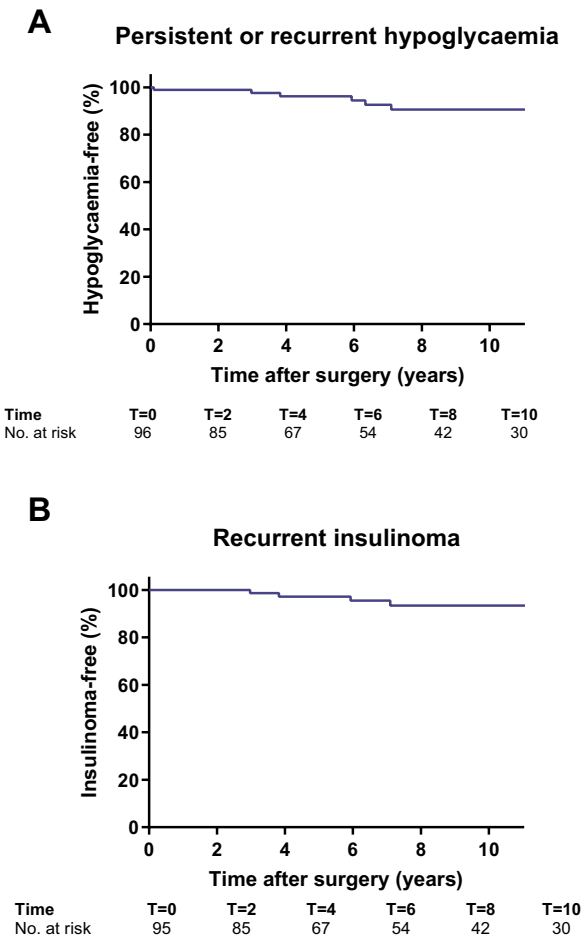 A
Persistent or recurrent hypoglycaemia
Hypoglycaemia-free (%)
100
80
60
40
20
0
0 2 4 6 8 10
Time after surgery (years)
Time T=0 T=2 T=4 T=6 T=8 T=10
No. at risk 96 85 67 54 42 30
B
Recurrent insulinoma
Insulinoma-free (%)
100
80
60
40
20
0
0 2 4 6 8 10
Time after surgery (years)
Time T=0 T=2 T=4 T=6 T=8 T=10
No. at risk 95 85 67 54 42 30